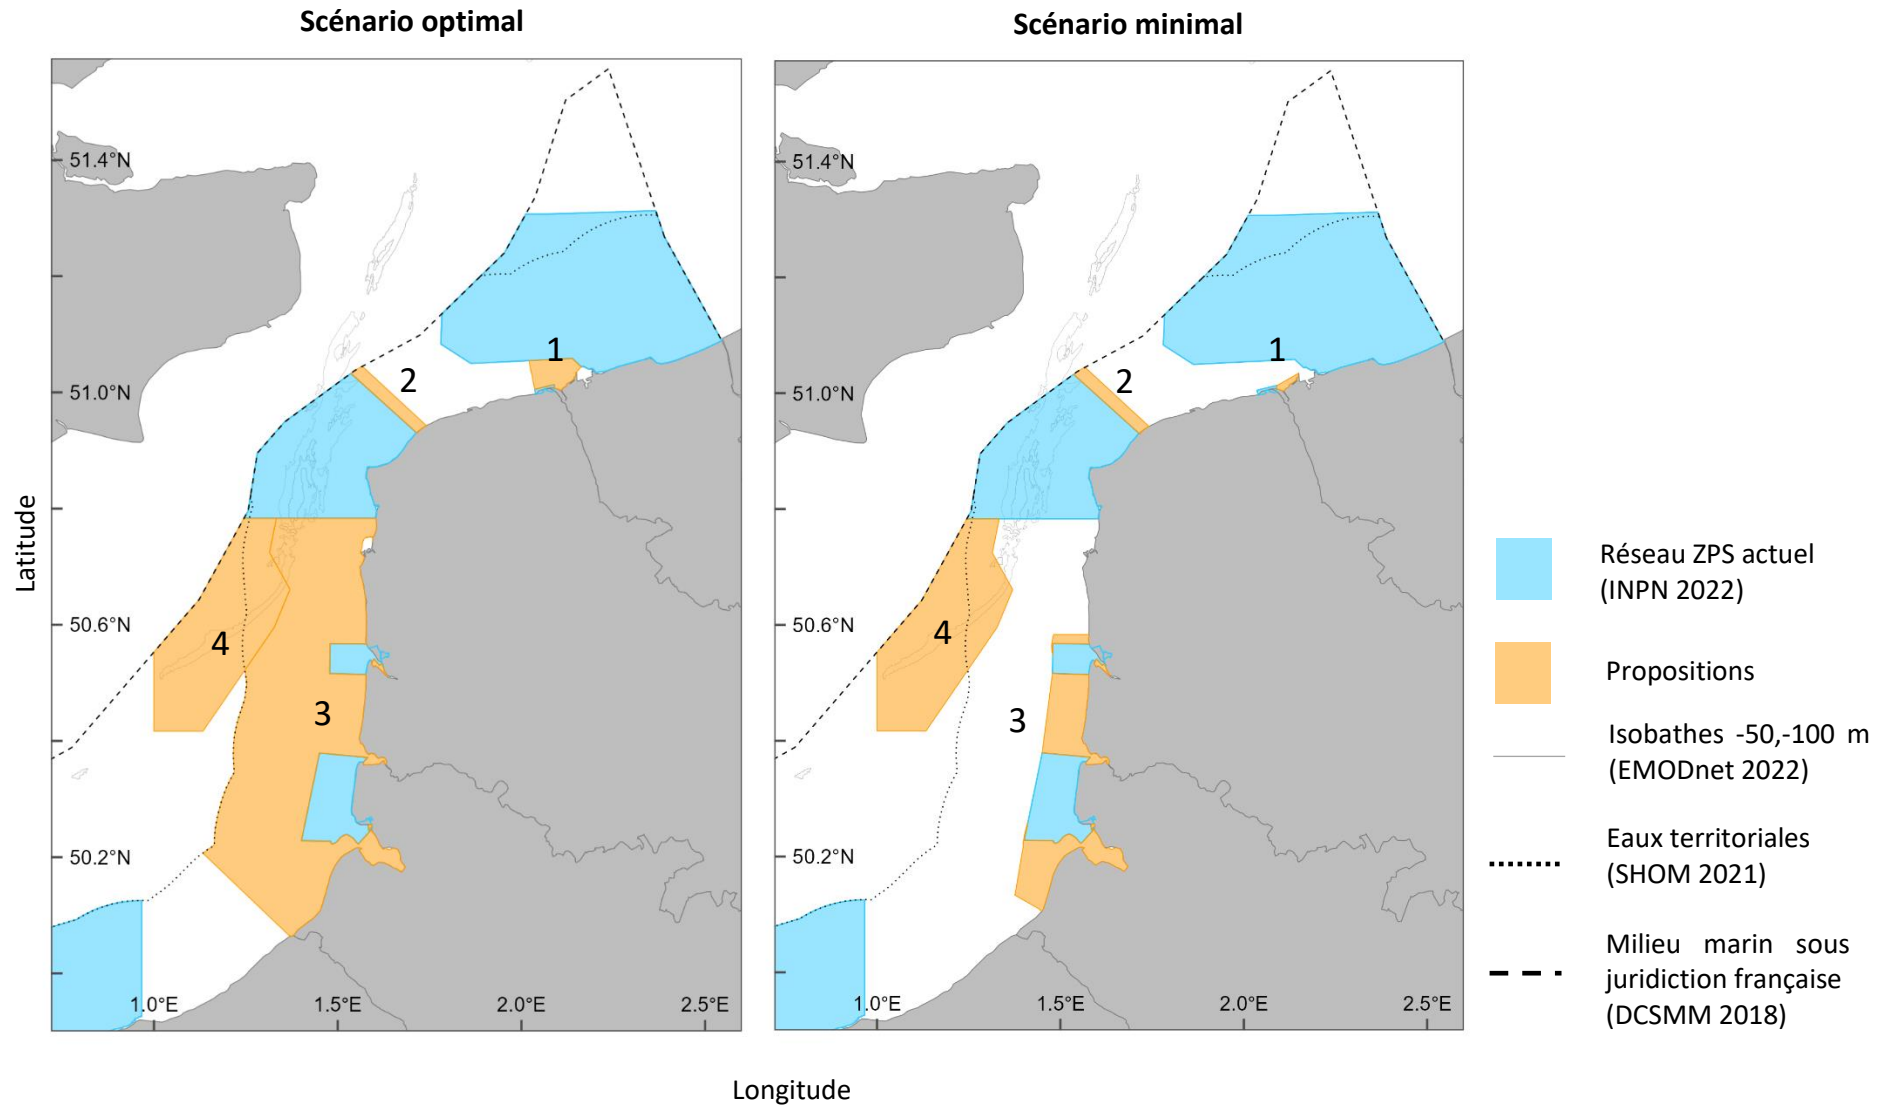 Scénario optimal
Scénario minimal
51.4°N
51.0°N
50.6°N
50.2°N
1.0°E
1.5°E
2.0°E
2.5°E
1
2
3
4
51.4°N
51.0°N
50.6°N
50.2°N
1.0°E
1.5°E
2.0°E
2.5°E
1
2
3
4
Latitude
Longitude
Réseau ZPS actuel
(INPN 2022)
Propositions
Isobathes -50,-100 m
(EMODnet 2022)
Eaux territoriales
(SHOM 2021)
Milieu marin sous
juridiction française
(DCSMM 2018)